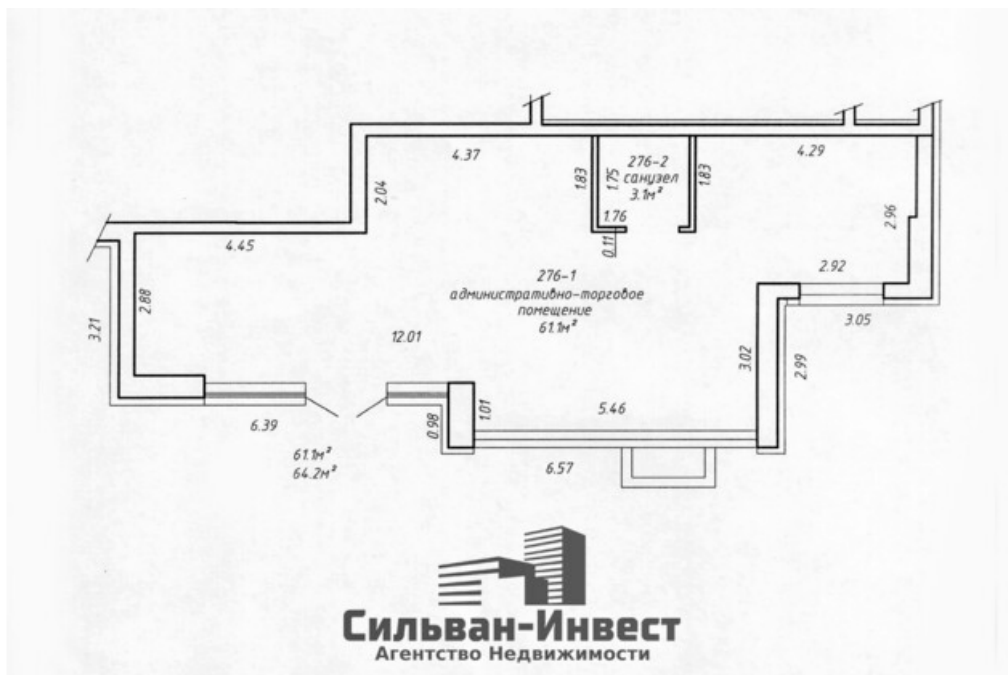 4.37
4.29
1.83
1.75
276-2
санузел
3.1м²
1.83
2.04
1.76
0.11
2.96
4.45
276-1
административно-торговое
помещение
61.1м²
2.92
3.05
2.88
3.21
12.01
3.02
2.99
5.46
1.01
0.98
6.39
6.57
61.1м²
64.2м²
Сильван-Инвест
Агентство Недвижимости